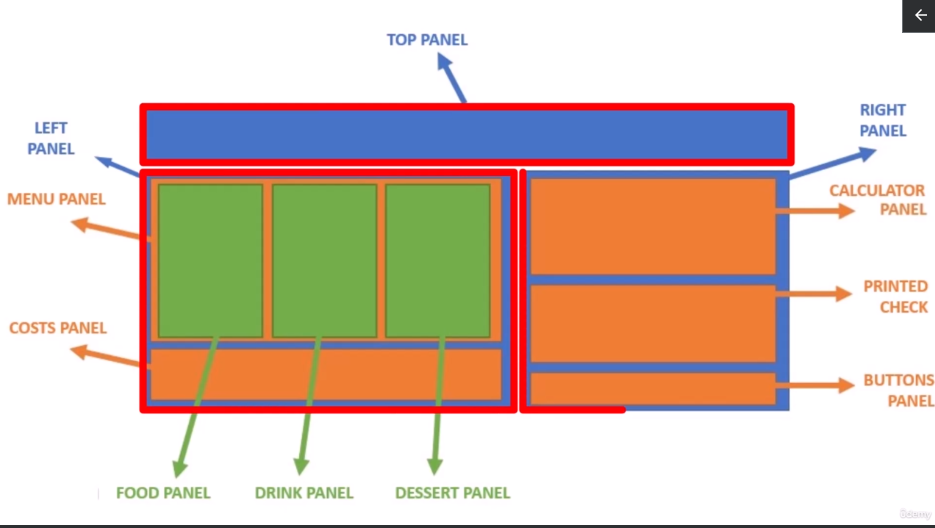 TOP PANEL
LEFT
PANEL
RIGHT
PANEL
MENU PANEL
CALCULATOR
PANEL
COSTS PANEL
PRINTED
CHECK
BUTTONS
PANEL
FOOD PANEL
DRINK PANEL
DESSERT PANEL
ûdemy